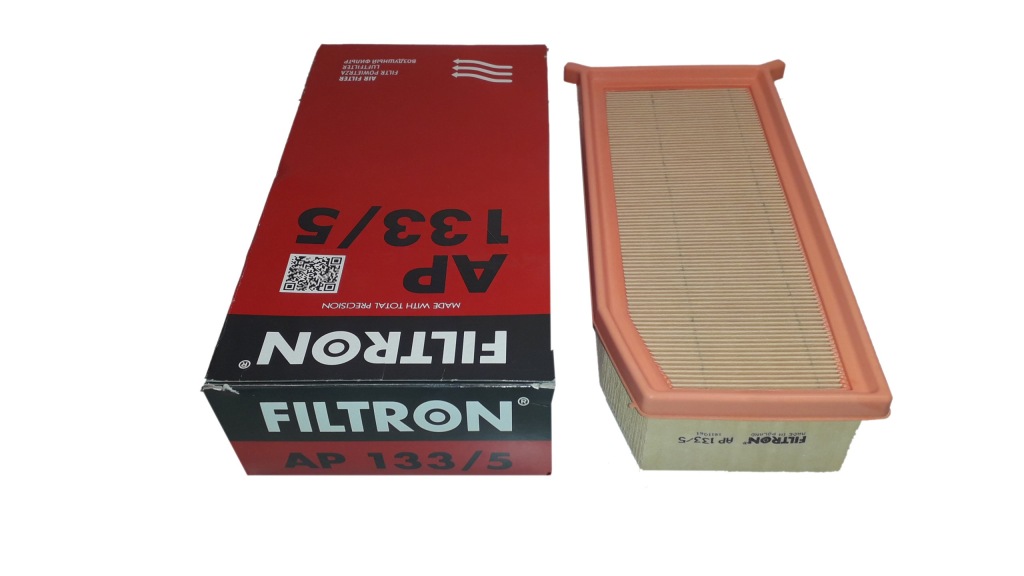 AIR FILTER
FILTR POWIETRZA
LUFTFILTER
ВОЗДУШНЫЙ ФИЛЬТР
AP
133/5
MADE WITH TOTAL PRECISION
FILTRON®
FILTRON®
AP 133/5
FILTRON AP 133/5
MADE IN POLAND